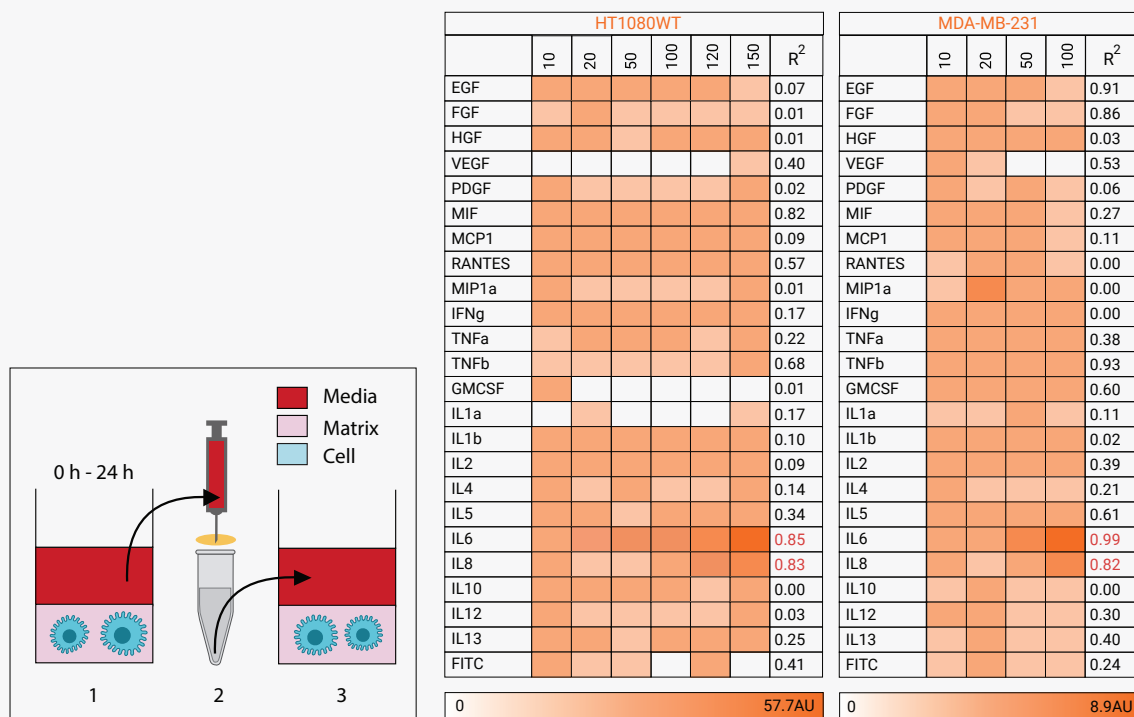 HT1080WT
10 20 50 100 120 150 R²
EGF 0.07
FGF 0.01
HGF 0.01
VEGF 0.40
PDGF 0.02
MIF 0.82
MCP1 0.09
RANTES 0.57
MIP1a 0.01
IFNg 0.17
TNFa 0.22
TNFb 0.68
GMCSF 0.01
IL1a 0.17
IL1b 0.10
IL2 0.09
IL4 0.14
IL5 0.34
IL6 0.85
IL8 0.83
IL10 0.00
IL12 0.03
IL13 0.25
FITC 0.41
0 57.7AU
MDA-MB-231
10 20 50 100 R²
EGF 0.91
FGF 0.86
HGF 0.03
VEGF 0.53
PDGF 0.06
MIF 0.27
MCP1 0.11
RANTES 0.00
MIP1a 0.00
IFNg 0.00
TNFa 0.38
TNFb 0.93
GMCSF 0.60
IL1a 0.11
IL1b 0.02
IL2 0.39
IL4 0.21
IL5 0.61
IL6 0.99
IL8 0.82
IL10 0.00
IL12 0.30
IL13 0.40
FITC 0.24
0 8.9AU
Media
Matrix
Cell
0 h - 24 h
1 2 3